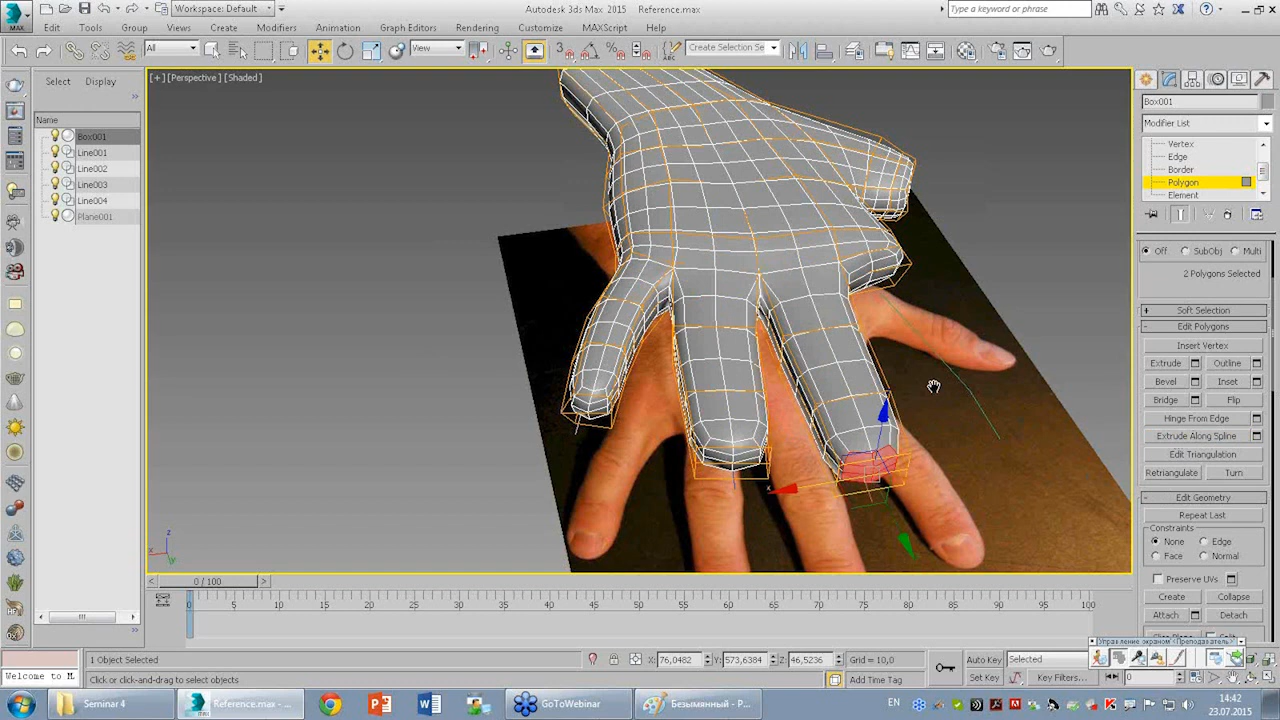 MAX
Workspace: Default
Autodesk 3ds Max 2015 Reference.max
Type a keyword or phrase
Edit Tools Group Views Create Modifiers Animation Graph Editors Rendering Customize MAXScript Help
All View Create Selection Se
[+] [Perspective] [Shaded]
Select Display
Name
Box001
Line001
Line002
Line003
Line004
Plane001
Box001
Modifier List
Vertex
Edge
Border
Polygon
Element
Off SubObj Multi
2 Polygons Selected
Soft Selection
Edit Polygons
Insert Vertex
Extrude Outline
Bevel Inset
Bridge Flip
Hinge From Edge
Extrude Along Spline
Edit Triangulation
Retriangulate Turn
Edit Geometry
Repeat Last
Constraints
None Edge
Face Normal
Preserve UVs
Create Collapse
Attach Detach
Управление экраном <Преподаватель>
x
z
x
0 / 100
0 5 10 15 20 25 30 35 40 45 50 55 60 65 70 75 80 85 90 95 100
1 Object Selected
X: 76,0482 Y: 573,6384 Z: 46,5236 Grid = 10,0
Auto Key Selected
Welcome to M
Click or click-and-drag to select objects
Add Time Tag
Set Key Key Filters... 0
Seminar 4
Reference.max - ...
GoToWebinar
Безымянный - P...
EN
14:42
23.07.2015